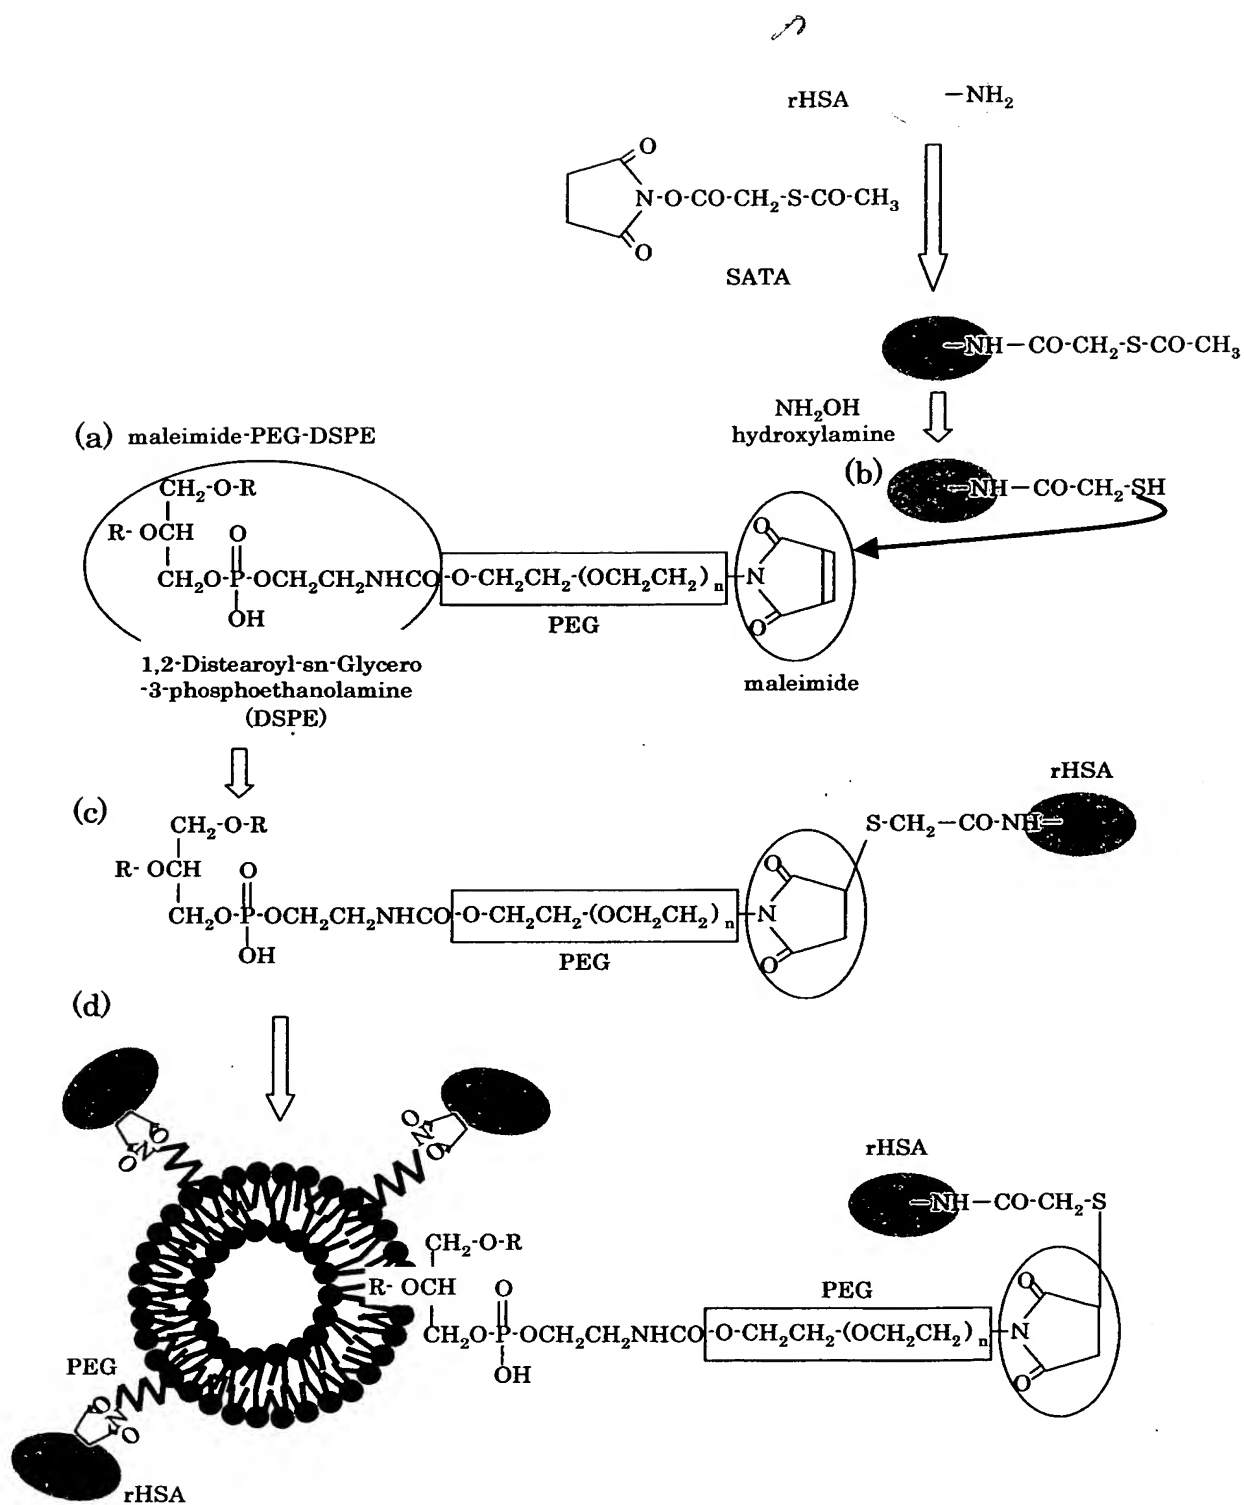 rHSA –NH₂
O
N-O-CO-CH₂-S-CO-CH₃
O
SATA
–NH–CO-CH₂-S-CO-CH₃
NH₂OH
hydroxylamine
(a) maleimide-PEG-DSPE
(b)
–NH–CO-CH₂-SH
CH₂-O-R
R- OCH O
CH₂O-P-OCH₂CH₂NHCO-O-CH₂CH₂-(OCH₂CH₂)n-N
OH
O
O
PEG
1,2-Distearoyl-sn-Glycero
-3-phosphoethanolamine
(DSPE)
maleimide
(c)
rHSA
CH₂-O-R
S-CH₂–CO-NH–
R- OCH O
O
CH₂O-P-OCH₂CH₂NHCO-O-CH₂CH₂-(OCH₂CH₂)n-N
OH
O
PEG
(d)
O
N
O
O
N
O
rHSA
–NH–CO-CH₂-S
CH₂-O-R
R- OCH O
PEG
O
CH₂O-P-OCH₂CH₂NHCO-O-CH₂CH₂-(OCH₂CH₂)n-N
OH
O
PEG
O
N
O
rHSA